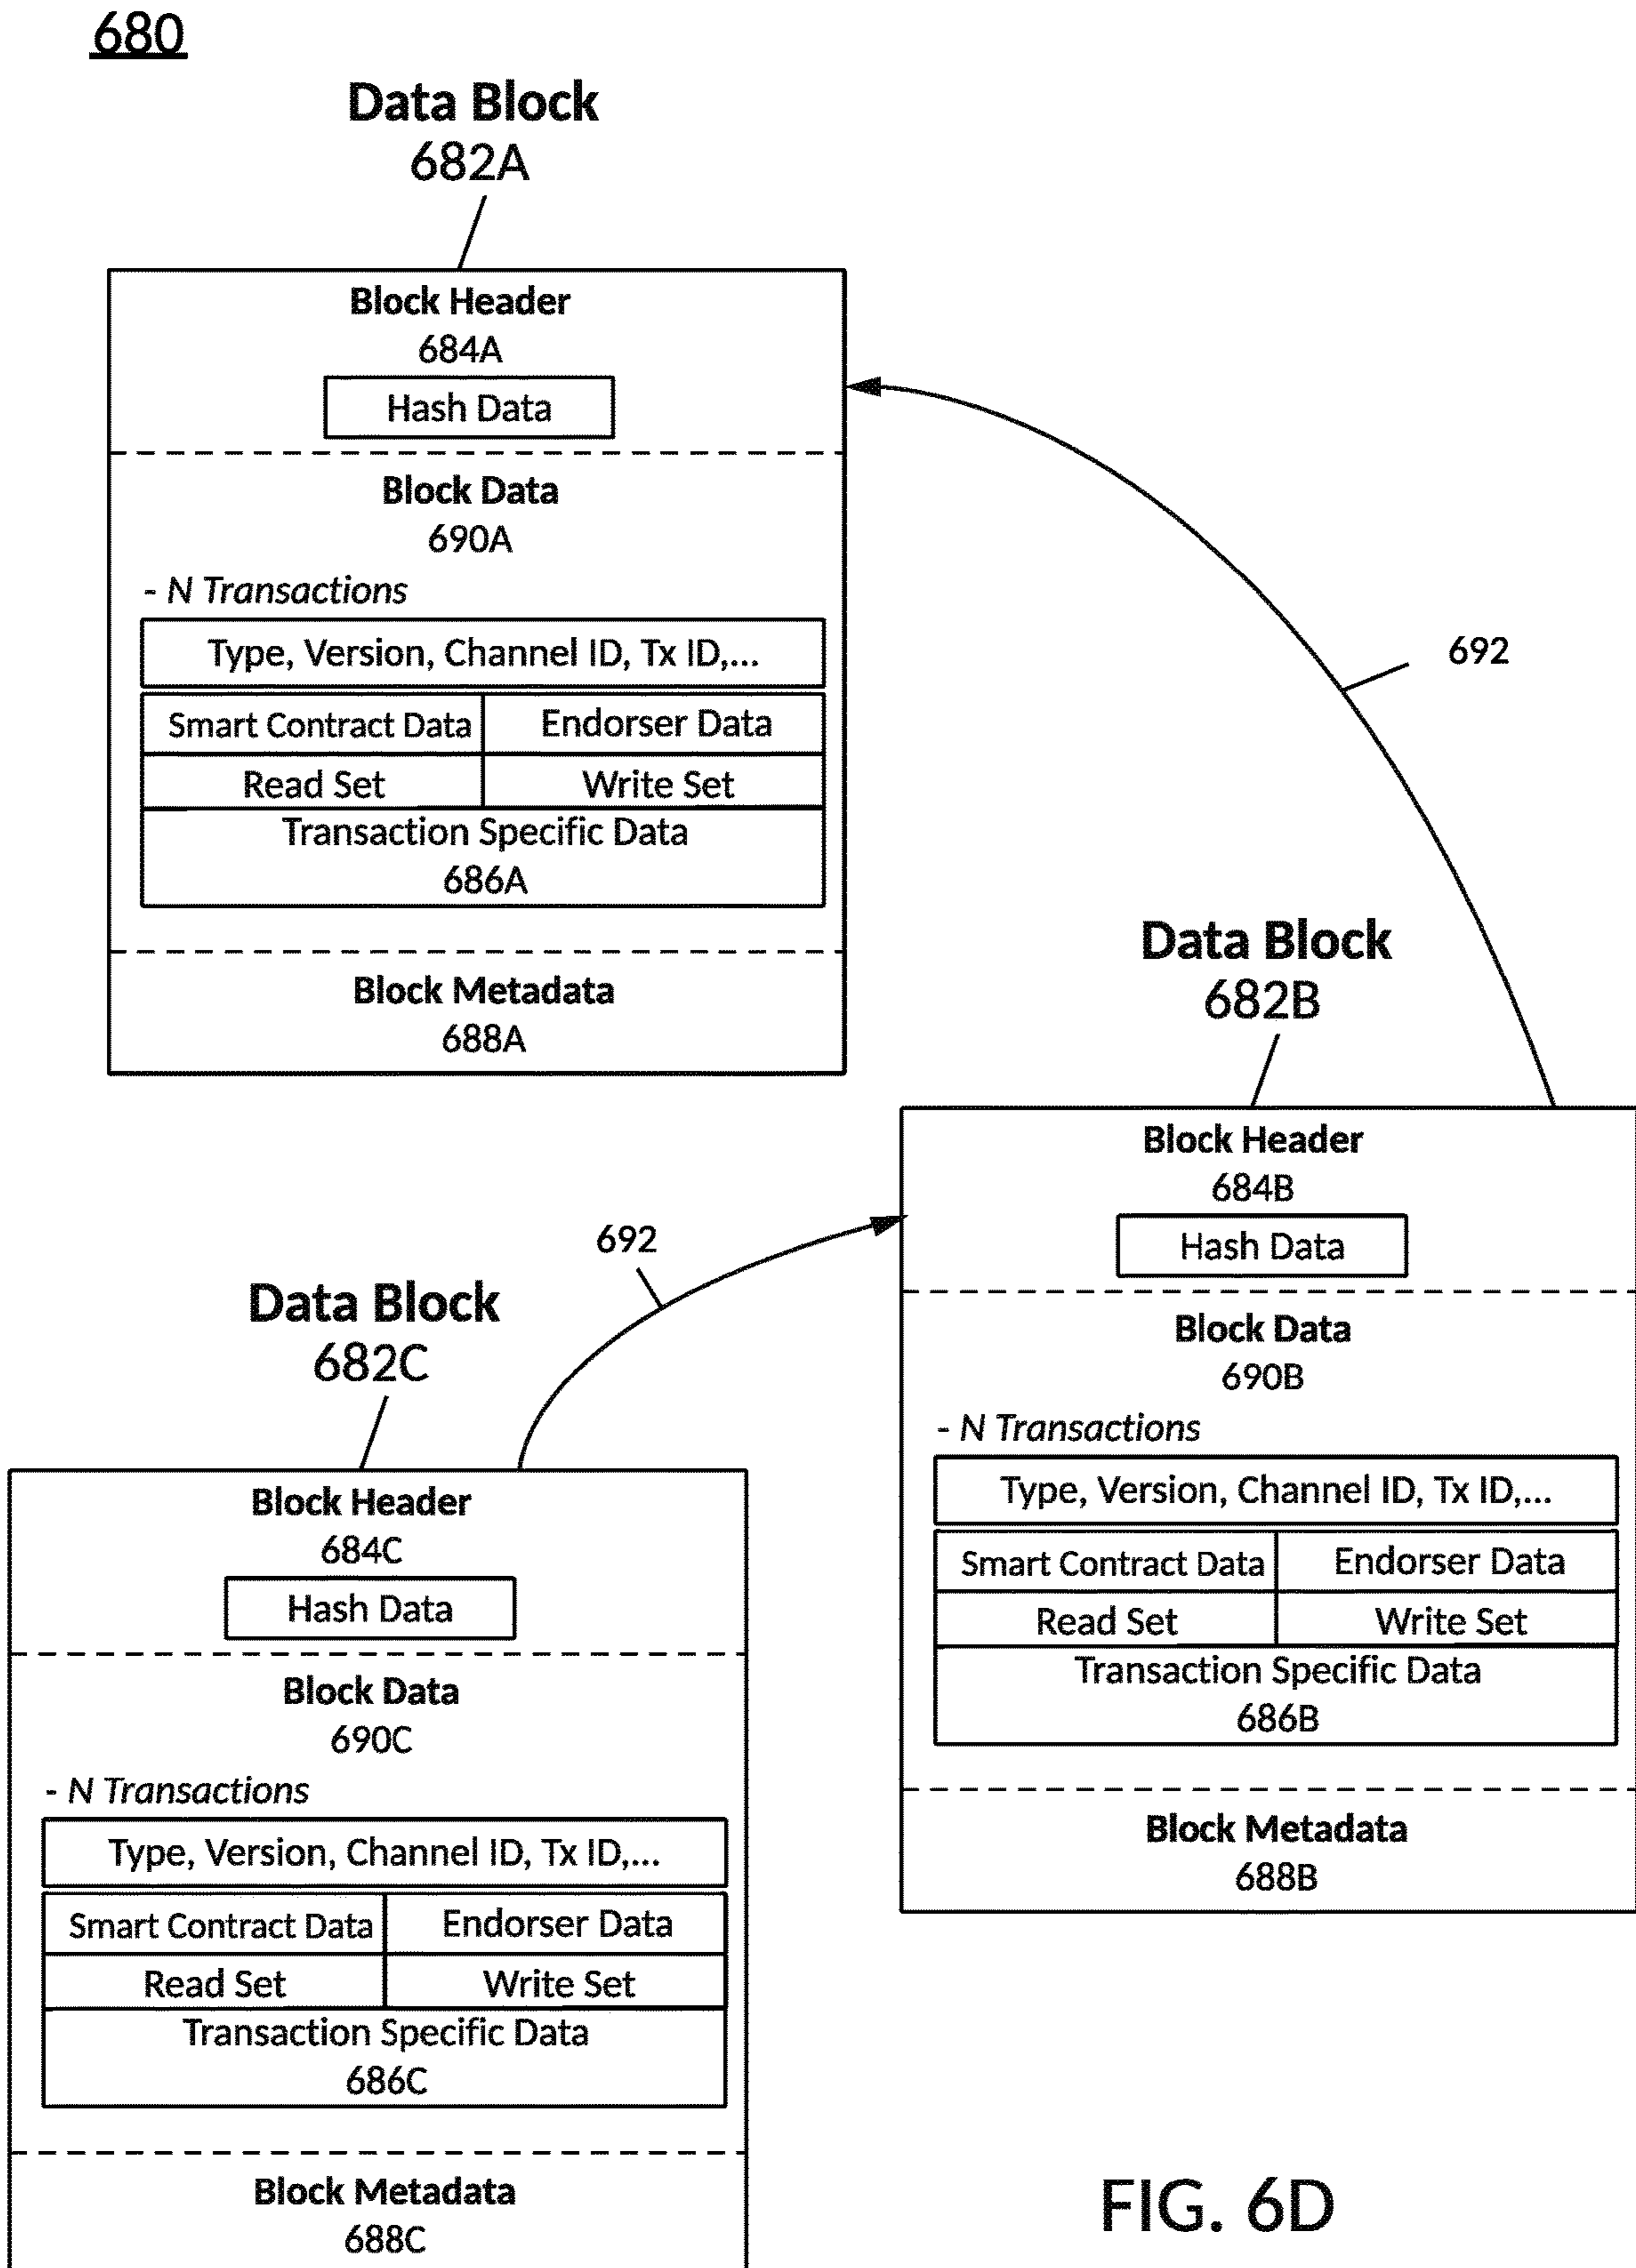 680
Data Block
682A
Block Header
684A
Hash Data
Block Data
690A
- N Transactions
Type, Version, Channel ID, Tx ID,...
Smart Contract Data
Endorser Data
Read Set
Write Set
Transaction Specific Data
686A
Block Metadata
688A
692
Data Block
682B
Block Header
684B
Hash Data
Block Data
690B
- N Transactions
Type, Version, Channel ID, Tx ID,...
Smart Contract Data
Endorser Data
Read Set
Write Set
Transaction Specific Data
686B
Block Metadata
688B
692
Data Block
682C
Block Header
684C
Hash Data
Block Data
690C
- N Transactions
Type, Version, Channel ID, Tx ID,...
Smart Contract Data
Endorser Data
Read Set
Write Set
Transaction Specific Data
686C
Block Metadata
688C
FIG. 6D